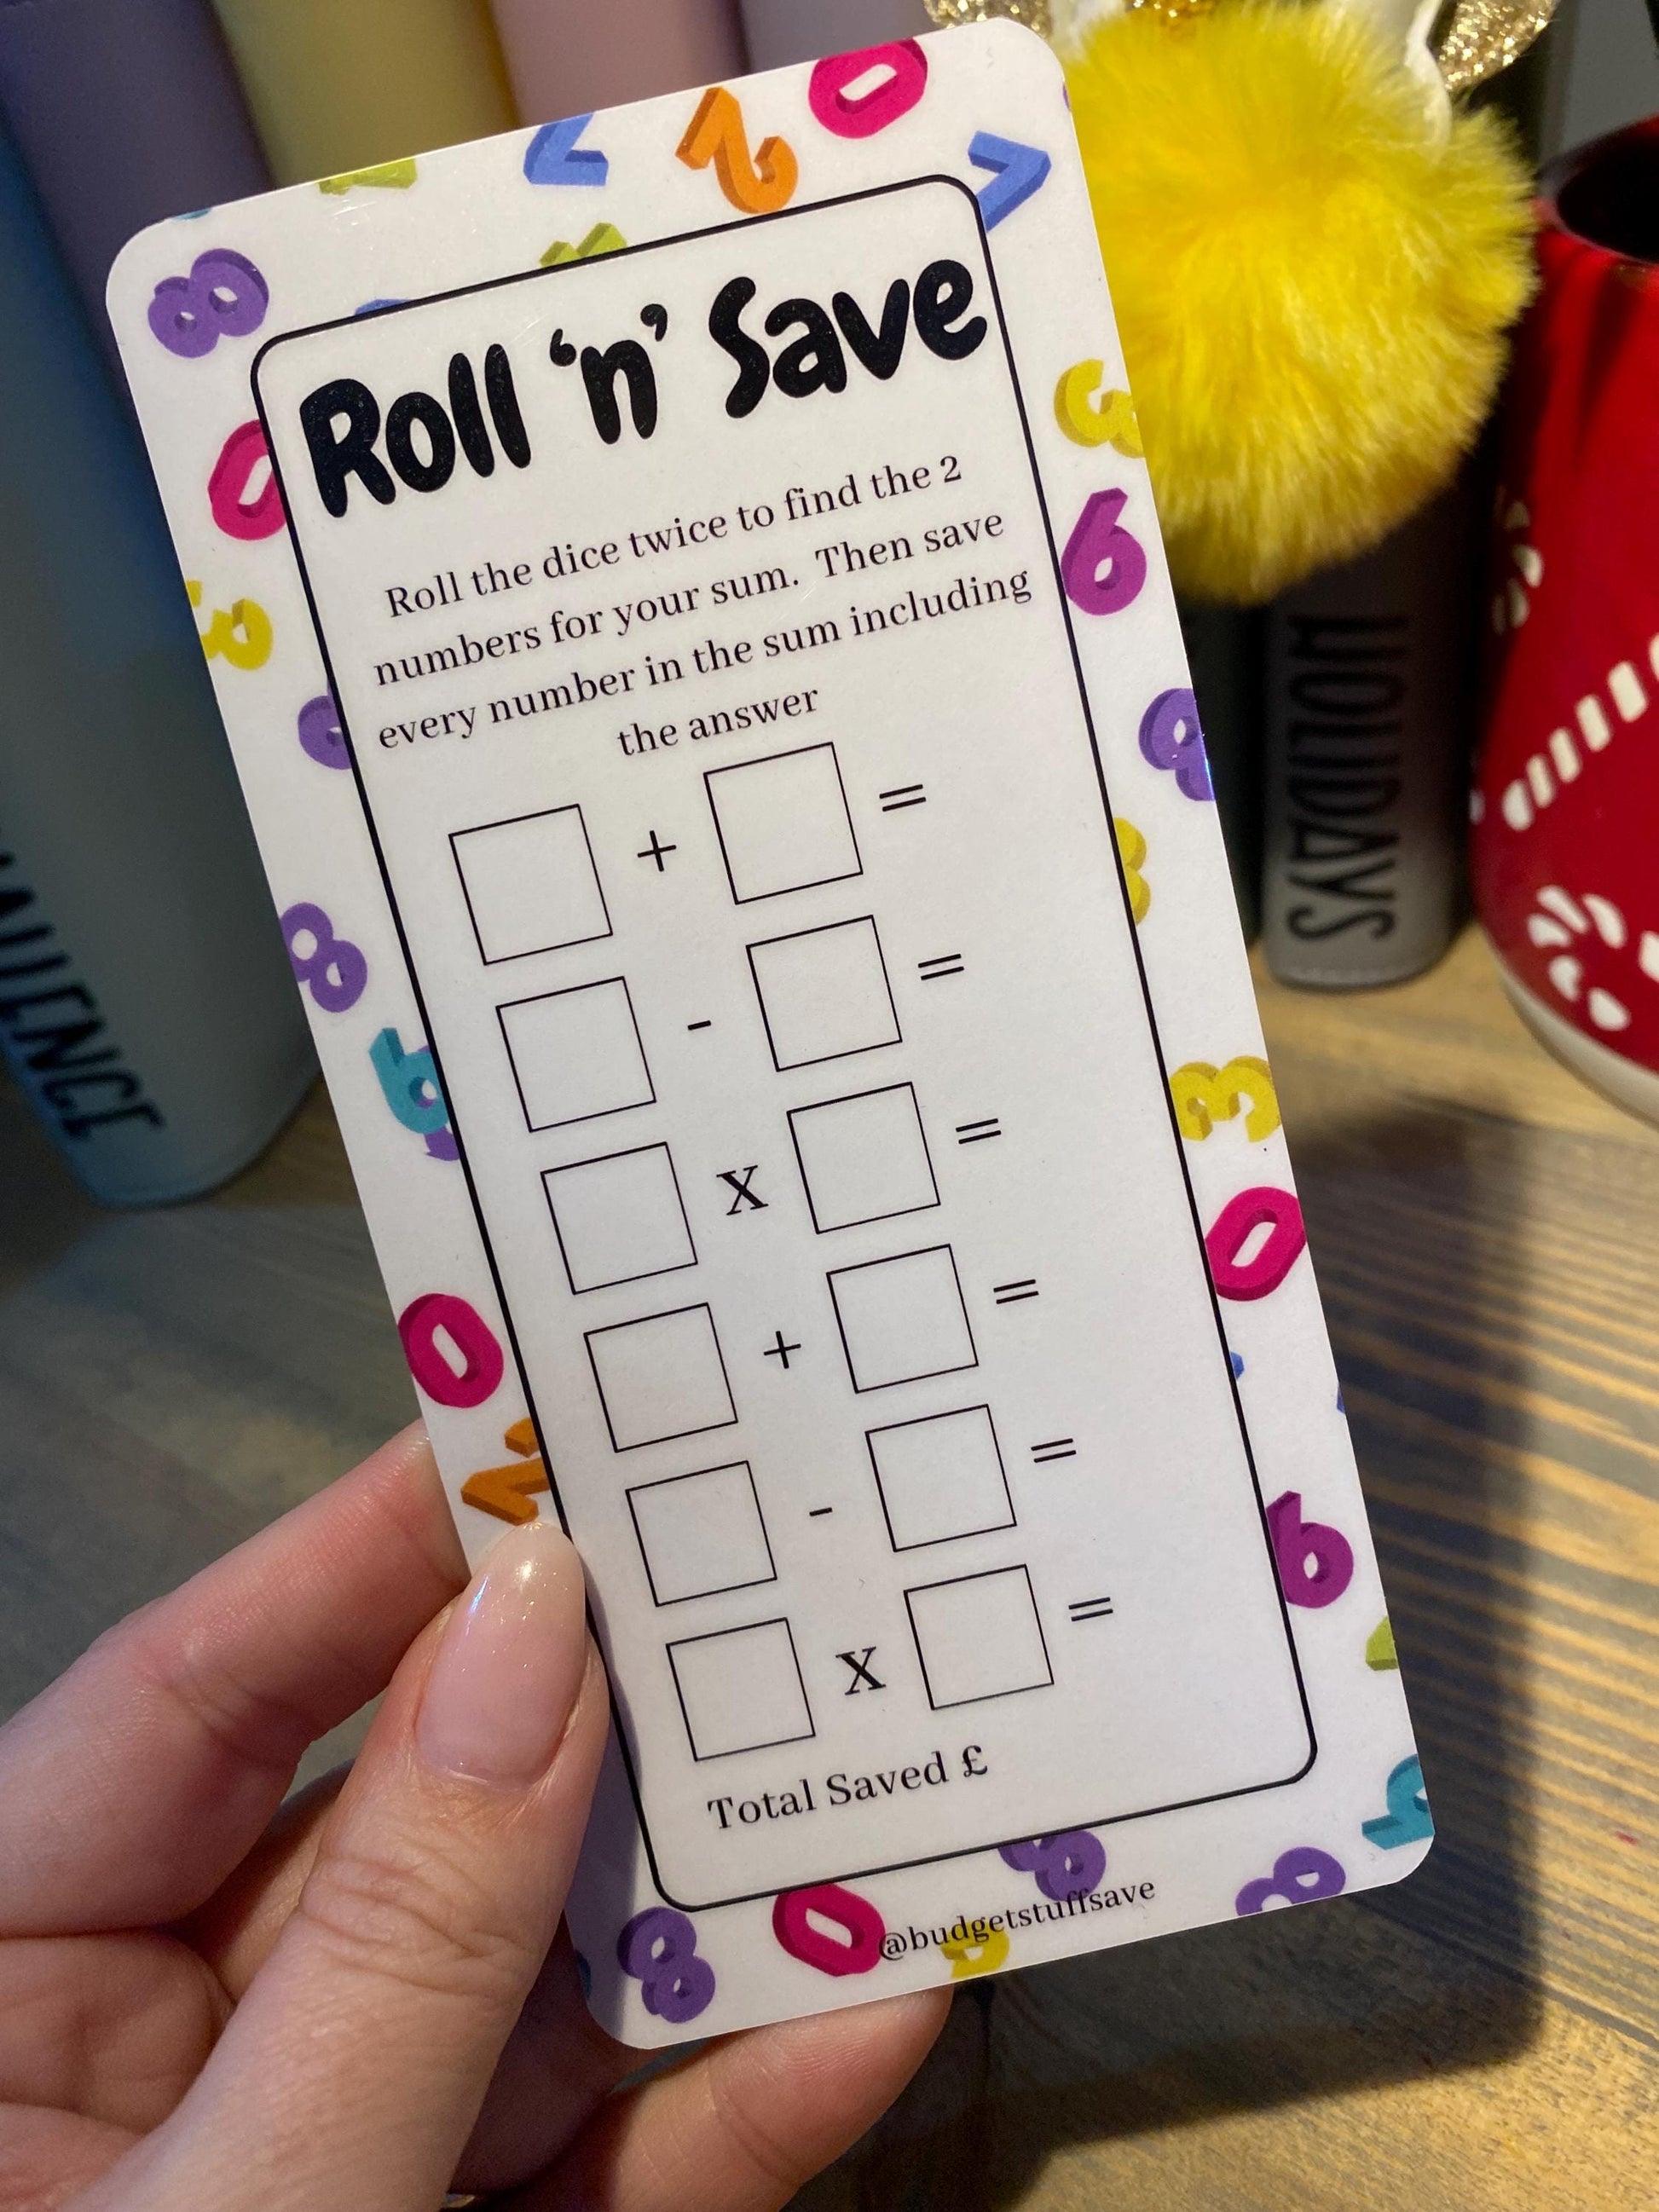 Roll 'n' Save
Roll the dice twice to find the 2
numbers for your sum. Then save
every number in the sum including
the answer
+ =
- =
x =
+ =
- =
x =
Total Saved £
@budgetstuffsave
HOLIDAYS